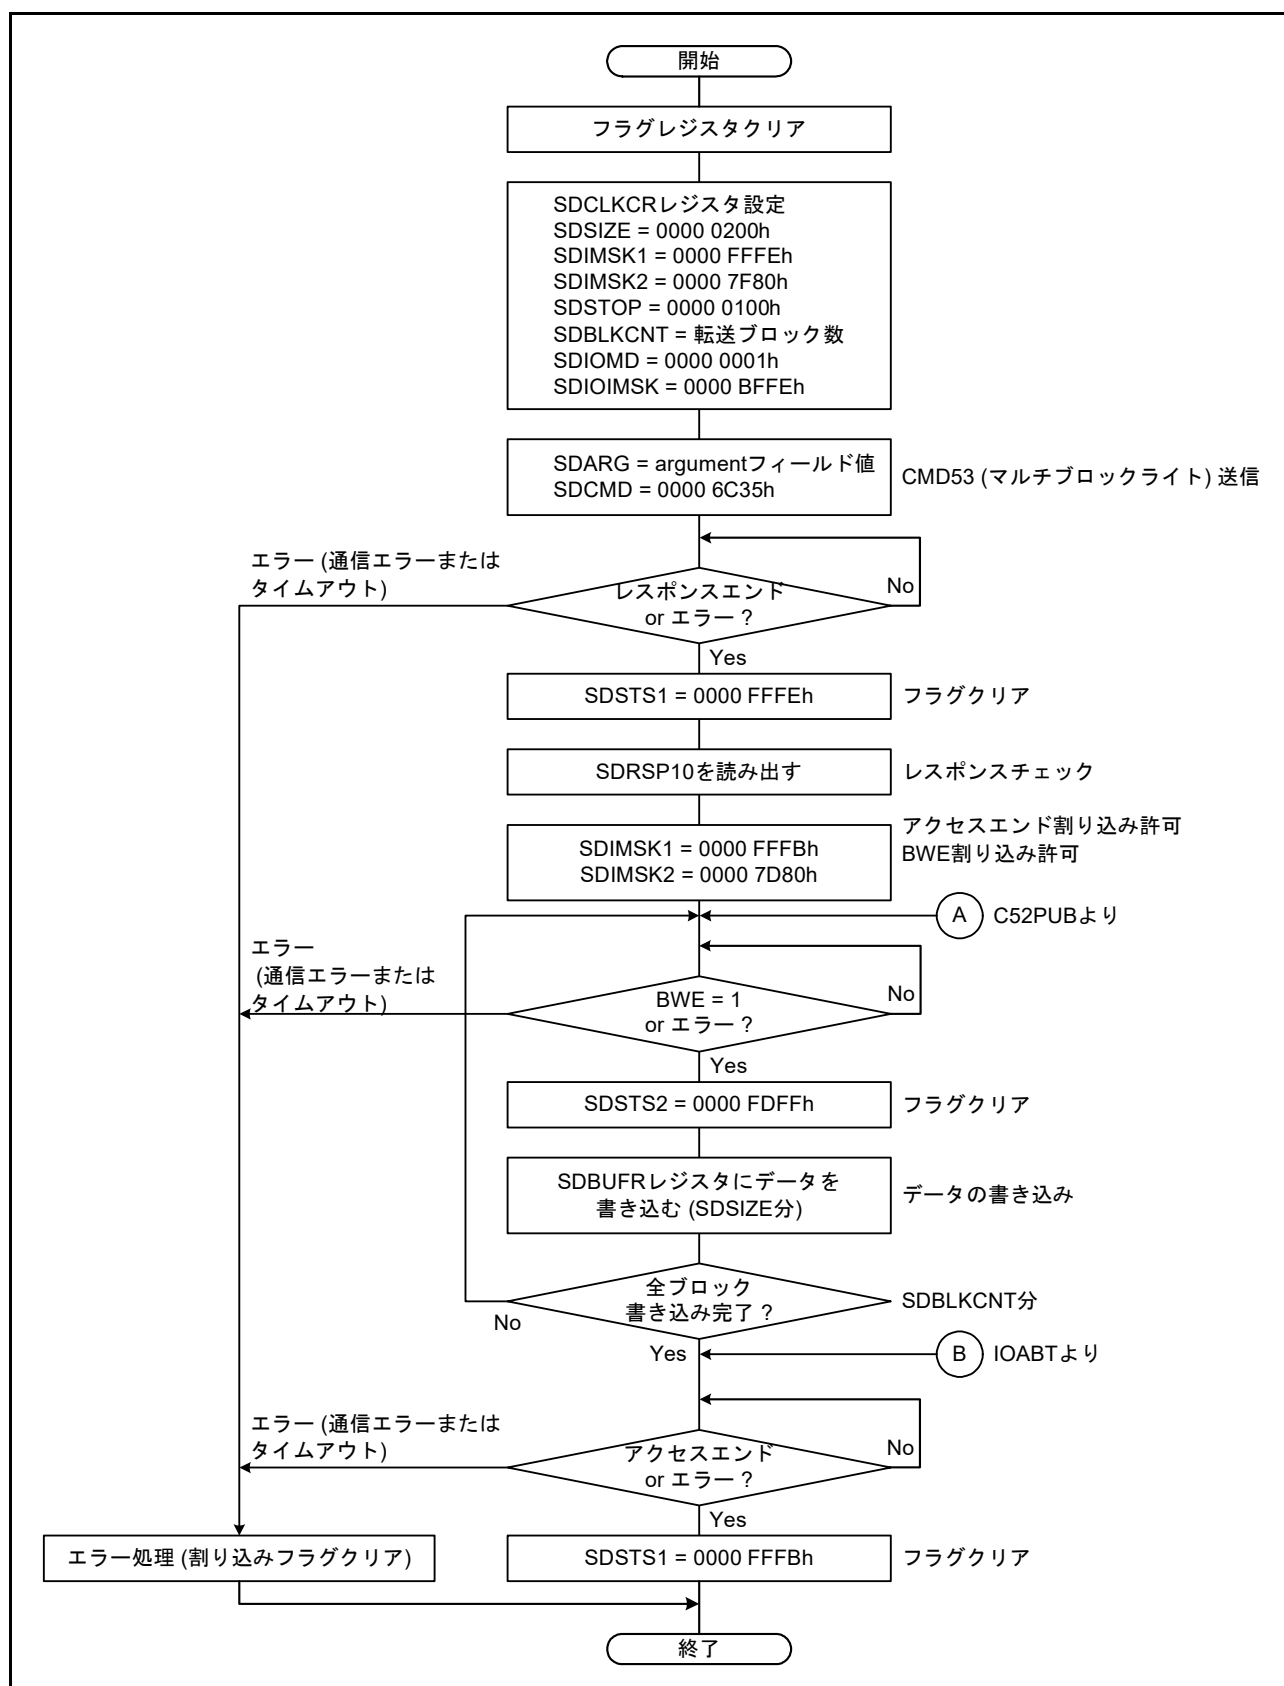 開始
フラグレジスタクリア
SDCLKCRレジスタ設定
SDSIZE = 0000 0200h
SDIMSK1 = 0000 FFFEh
SDIMSK2 = 0000 7F80h
SDSTOP = 0000 0100h
SDBLKCNT = 転送ブロック数
SDIOMD = 0000 0001h
SDIOIMSK = 0000 BFFEh
SDARG = argumentフィールド値
SDCMD = 0000 6C35h
CMD53 (マルチブロックライト) 送信
エラー (通信エラーまたは
タイムアウト)
レスポンスエンド
or エラー ?
No
Yes
SDSTS1 = 0000 FFFEh
フラグクリア
SDRSP10を読み出す
レスポンスチェック
SDIMSK1 = 0000 FFFBh
SDIMSK2 = 0000 7D80h
アクセスエンド割り込み許可
BWE割り込み許可
A
C52PUBより
エラー
(通信エラーまたは
タイムアウト)
BWE = 1
or エラー ?
No
Yes
SDSTS2 = 0000 FDFFh
フラグクリア
SDBUFRレジスタにデータを
書き込む (SDSIZE分)
データの書き込み
全ブロック
書き込み完了 ?
SDBLKCNT分
No
Yes
B
IOABTより
エラー (通信エラーまたは
タイムアウト)
アクセスエンド
or エラー ?
No
Yes
エラー処理 (割り込みフラグクリア)
SDSTS1 = 0000 FFFBh
フラグクリア
終了